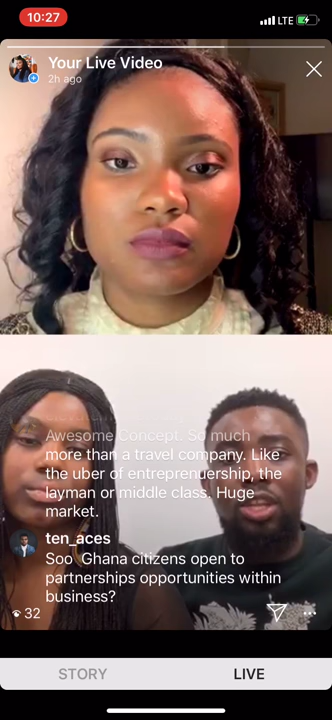 10:27
LTE
Your Live Video
2h ago
Awesome Concept. So much
more than a travel company. Like
the uber of entreprenuership, the
layman or middle class. Huge
market.
ten_aces
Soo Ghana citizens open to
partnerships opportunities within
business?
32
STORY
LIVE